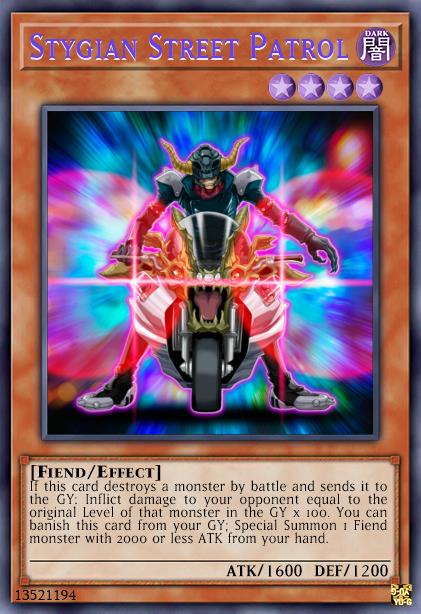 STYGIAN STREET PATROL
DARK
闇
[FIEND/EFFECT]
If this card destroys a monster by battle and sends it to
the GY: Inflict damage to your opponent equal to the
original Level of that monster in the GY x 100. You can
banish this card from your GY; Special Summon 1 Fiend
monster with 2000 or less ATK from your hand.
ATK/1600 DEF/1200
13521194